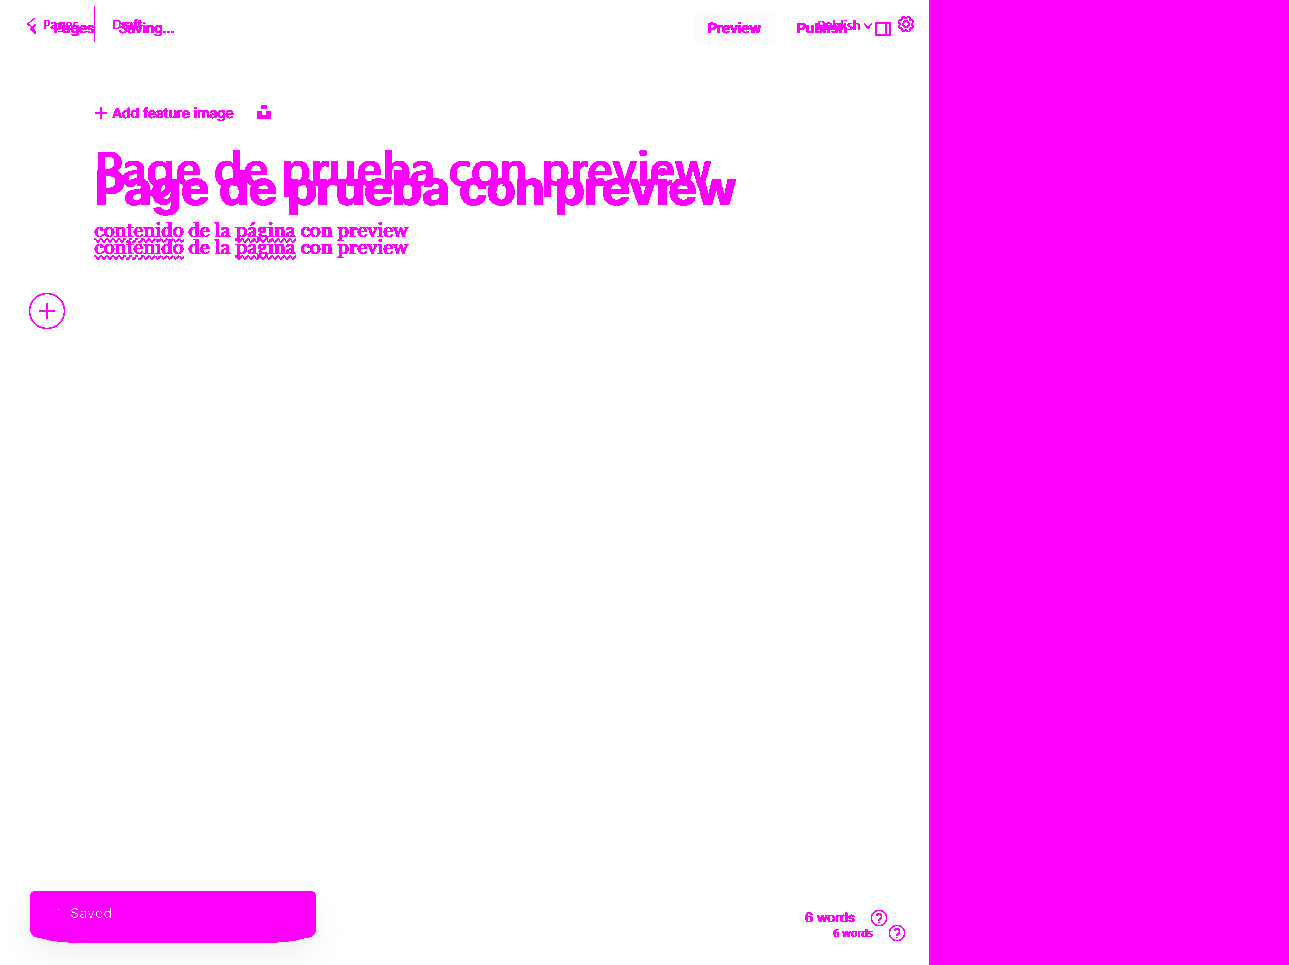 Pages Draft Publish
Pages Saving... Preview Publish
+ Add feature image
Page de prueba con preview
Page de prueba con preview
contenido de la página con preview
contenido de la página con preview
Saved
6 words
6 words